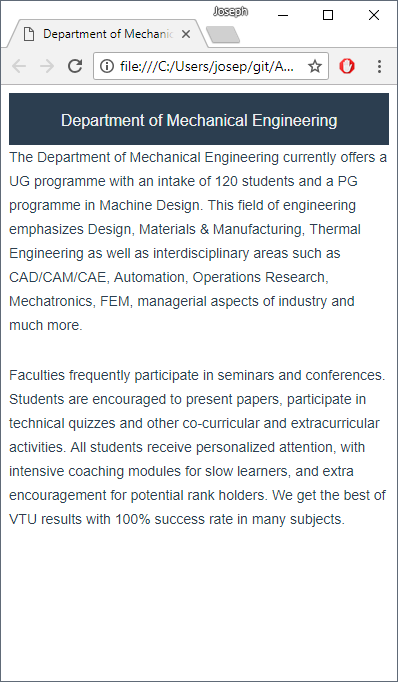 Joseph
Department of Mechanic
file:///C:/Users/josep/git/A...
Department of Mechanical Engineering
The Department of Mechanical Engineering currently offers a
UG programme with an intake of 120 students and a PG
programme in Machine Design. This field of engineering
emphasizes Design, Materials & Manufacturing, Thermal
Engineering as well as interdisciplinary areas such as
CAD/CAM/CAE, Automation, Operations Research,
Mechatronics, FEM, managerial aspects of industry and
much more.
Faculties frequently participate in seminars and conferences.
Students are encouraged to present papers, participate in
technical quizzes and other co-curricular and extracurricular
activities. All students receive personalized attention, with
intensive coaching modules for slow learners, and extra
encouragement for potential rank holders. We get the best of
VTU results with 100% success rate in many subjects.